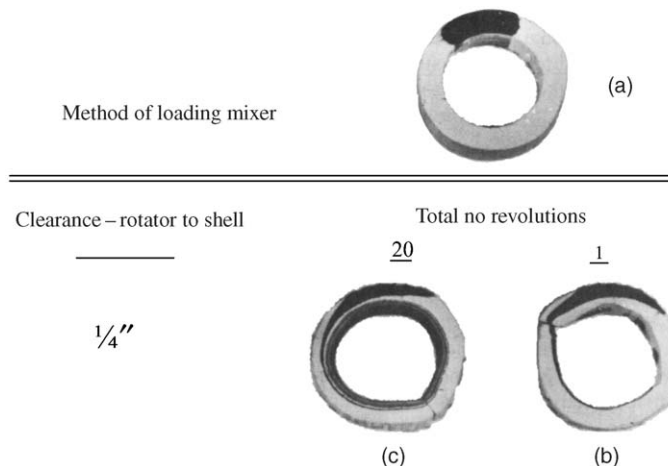 (a)
Method of loading mixer
Clearance – rotator to shell
Total no revolutions
20
1
¼″
(c)
(b)